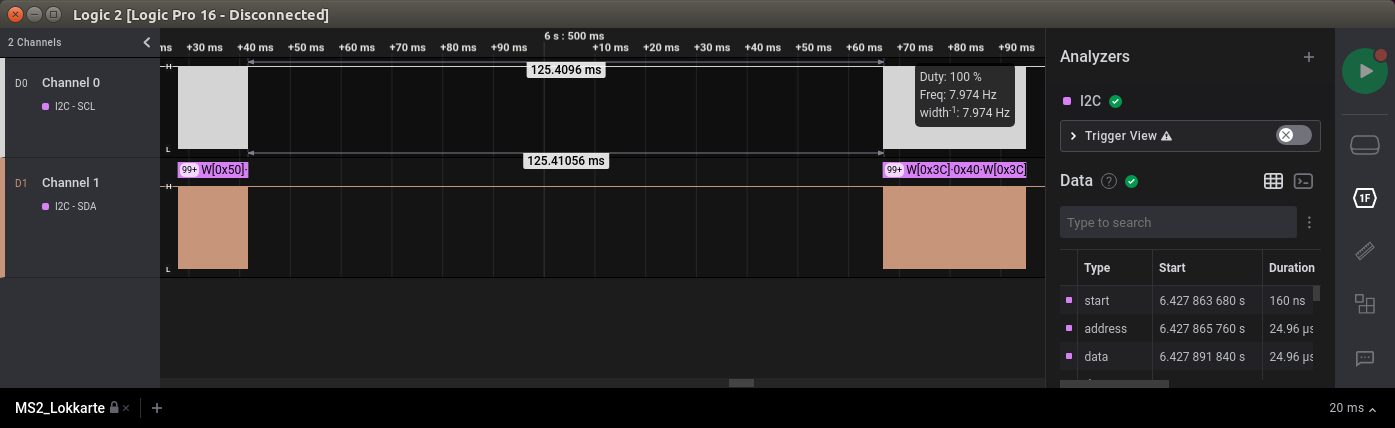 Logic 2 [Logic Pro 16 - Disconnected]
2 Channels
6 s : 500 ms
ms +30 ms +40 ms +50 ms +60 ms +70 ms +80 ms +90 ms +10 ms +20 ms +30 ms +40 ms +50 ms +60 ms +70 ms +80 ms +90 ms
D0 Channel 0
I2C - SCL
H
L
125.4096 ms
Duty: 100 %
Freq: 7.974 Hz
width⁻¹: 7.974 Hz
125.41056 ms
99+ W[0x50]·
99+ W[0x3C]·0x40·W[0x3C]
D1 Channel 1
I2C - SDA
H
L
Analyzers
I2C
Trigger View
Data
Type to search
Type Start Duration
start 6.427 863 680 s 160 ns
address 6.427 865 760 s 24.96 µs
data 6.427 891 840 s 24.96 µs
1F
MS2_Lokkarte
20 ms